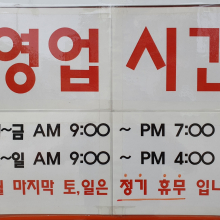 영업 시간
~금 AM 9:00 ~ PM 7:00
~일 AM 9:00 ~ PM 4:00
마지막 토,일은 정기 휴무 입니